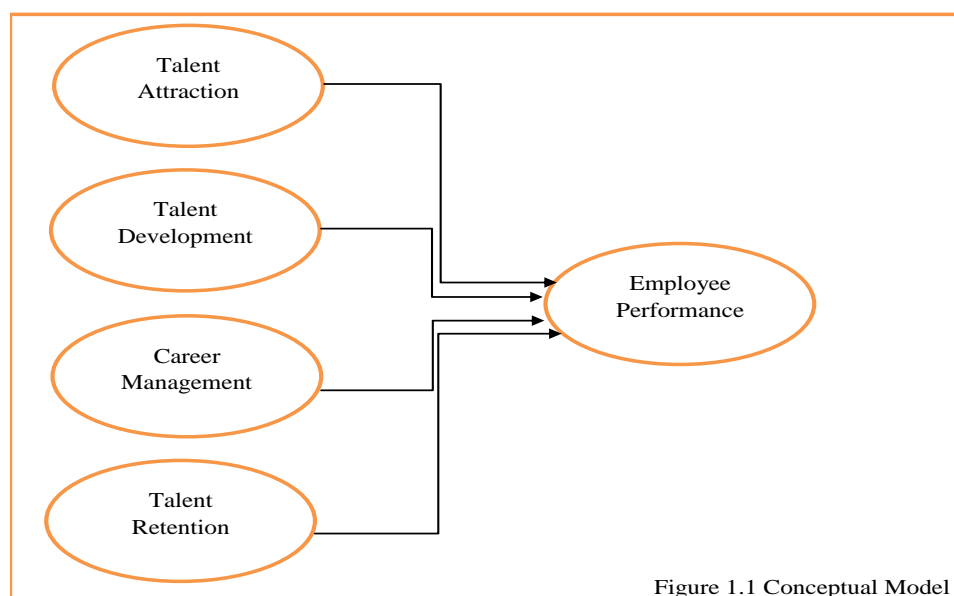 Talent
Attraction
Talent
Development
Career
Management
Talent
Retention
Employee
Performance
Figure 1.1 Conceptual Model